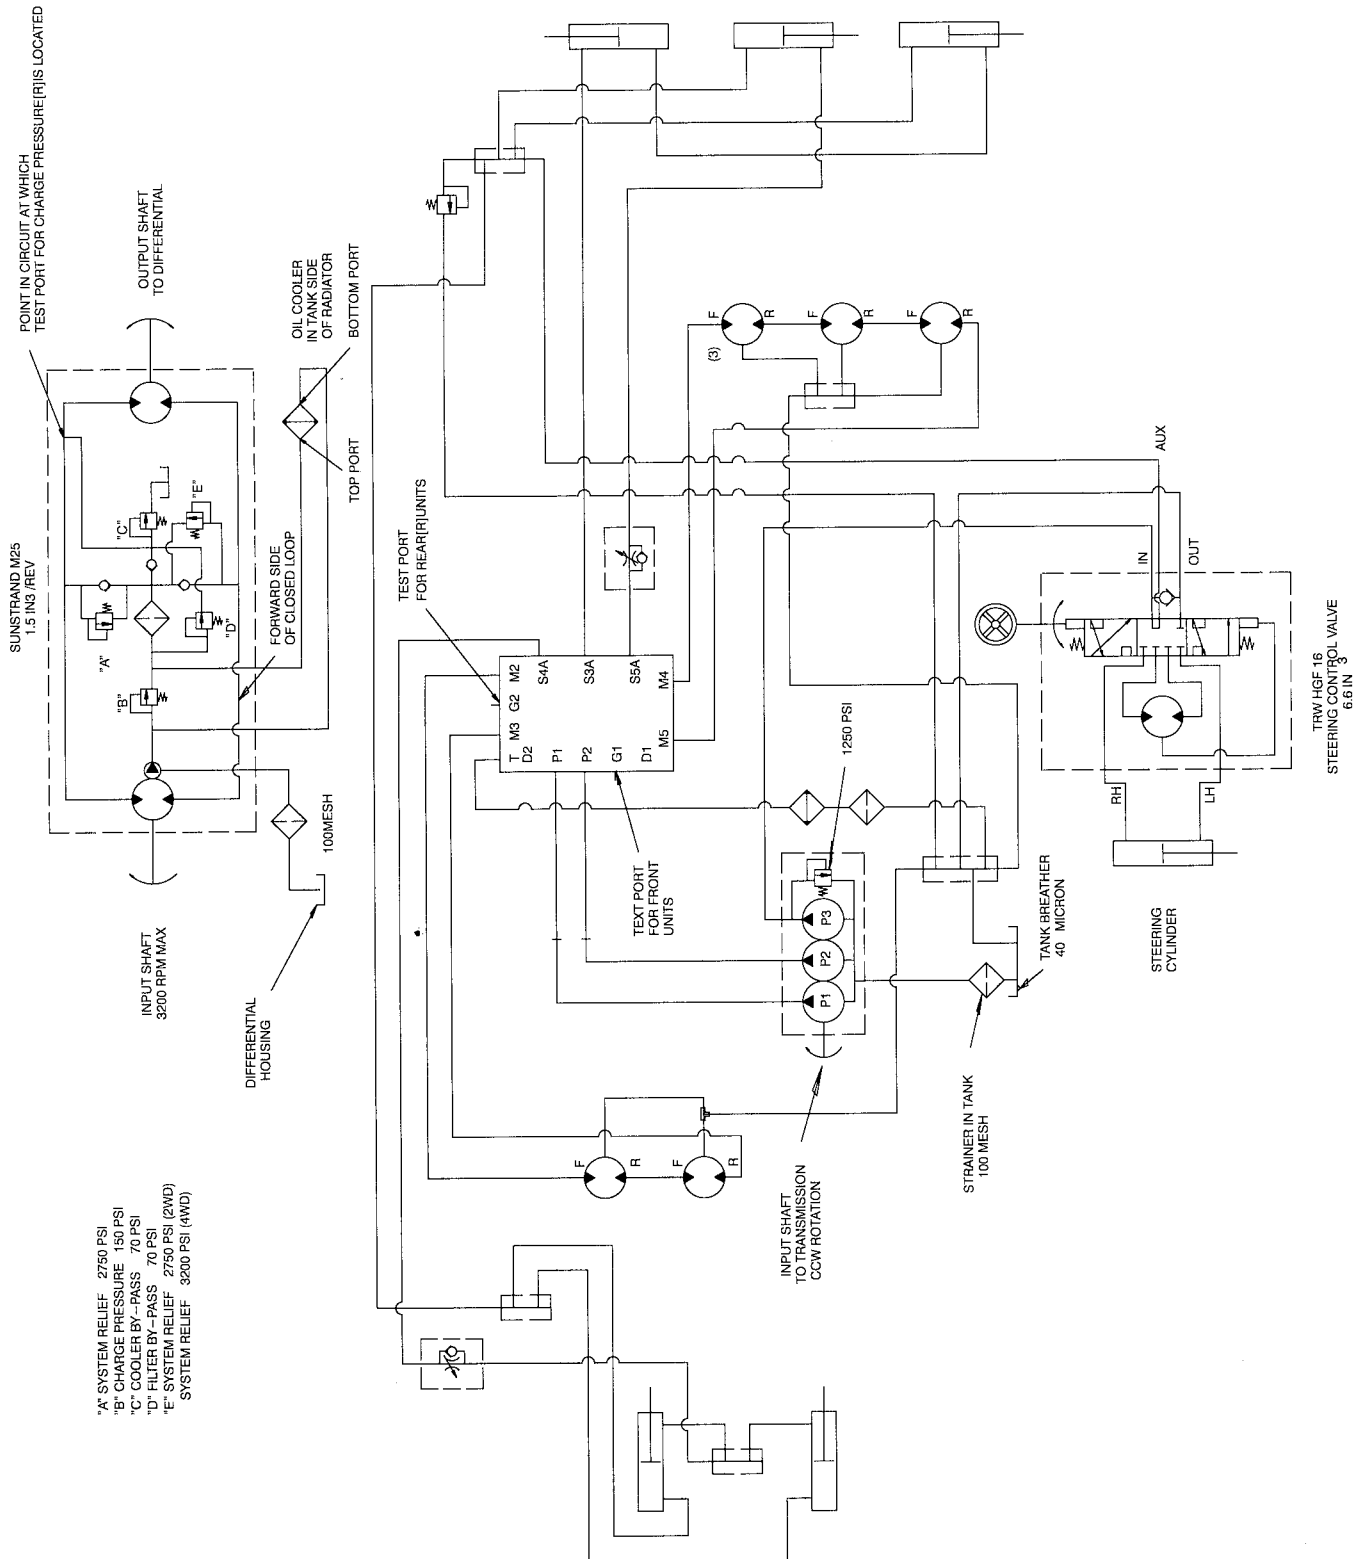 SUNSTRAND M25
1.5 IN3 /REV
POINT IN CIRCUIT AT WHICH
TEST PORT FOR CHARGE PRESSURE[R]IS LOCATED
OUTPUT SHAFT
TO DIFFERENTIAL
OIL COOLER
IN TANK SIDE
OF RADIATOR
BOTTOM PORT
TOP PORT
"A"
"B"
"C"
"D"
"E"
FORWARD SIDE
OF CLOSED LOOP
INPUT SHAFT
3200 RPM MAX
100MESH
DIFFERENTIAL
HOUSING
"A" SYSTEM RELIEF 2750 PSI
"B" CHARGE PRESSURE 150 PSI
"C" COOLER BY-PASS 70 PSI
"D" FILTER BY-PASS 70 PSI
"E" SYSTEM RELIEF 2750 PSI (2WD)
SYSTEM RELIEF 3200 PSI (4WD)
TEST PORT
FOR REAR[R]UNITS
M2
G2
M3
T
D2
P1
P2
G1
D1
M5
M4
S4A
S3A
S5A
TEXT PORT
FOR FRONT
UNITS
1250 PSI
P1
P2
P3
INPUT SHAFT
TO TRANSMISSION
CCW ROTATION
STRAINER IN TANK
100 MESH
TANK BREATHER
40 MICRON
F
R
F
R
(3)
F
R
F
R
F
R
AUX
IN
OUT
RH
LH
STEERING
CYLINDER
TRW HGF 16
STEERING CONTROL VALVE
6.6 IN 3